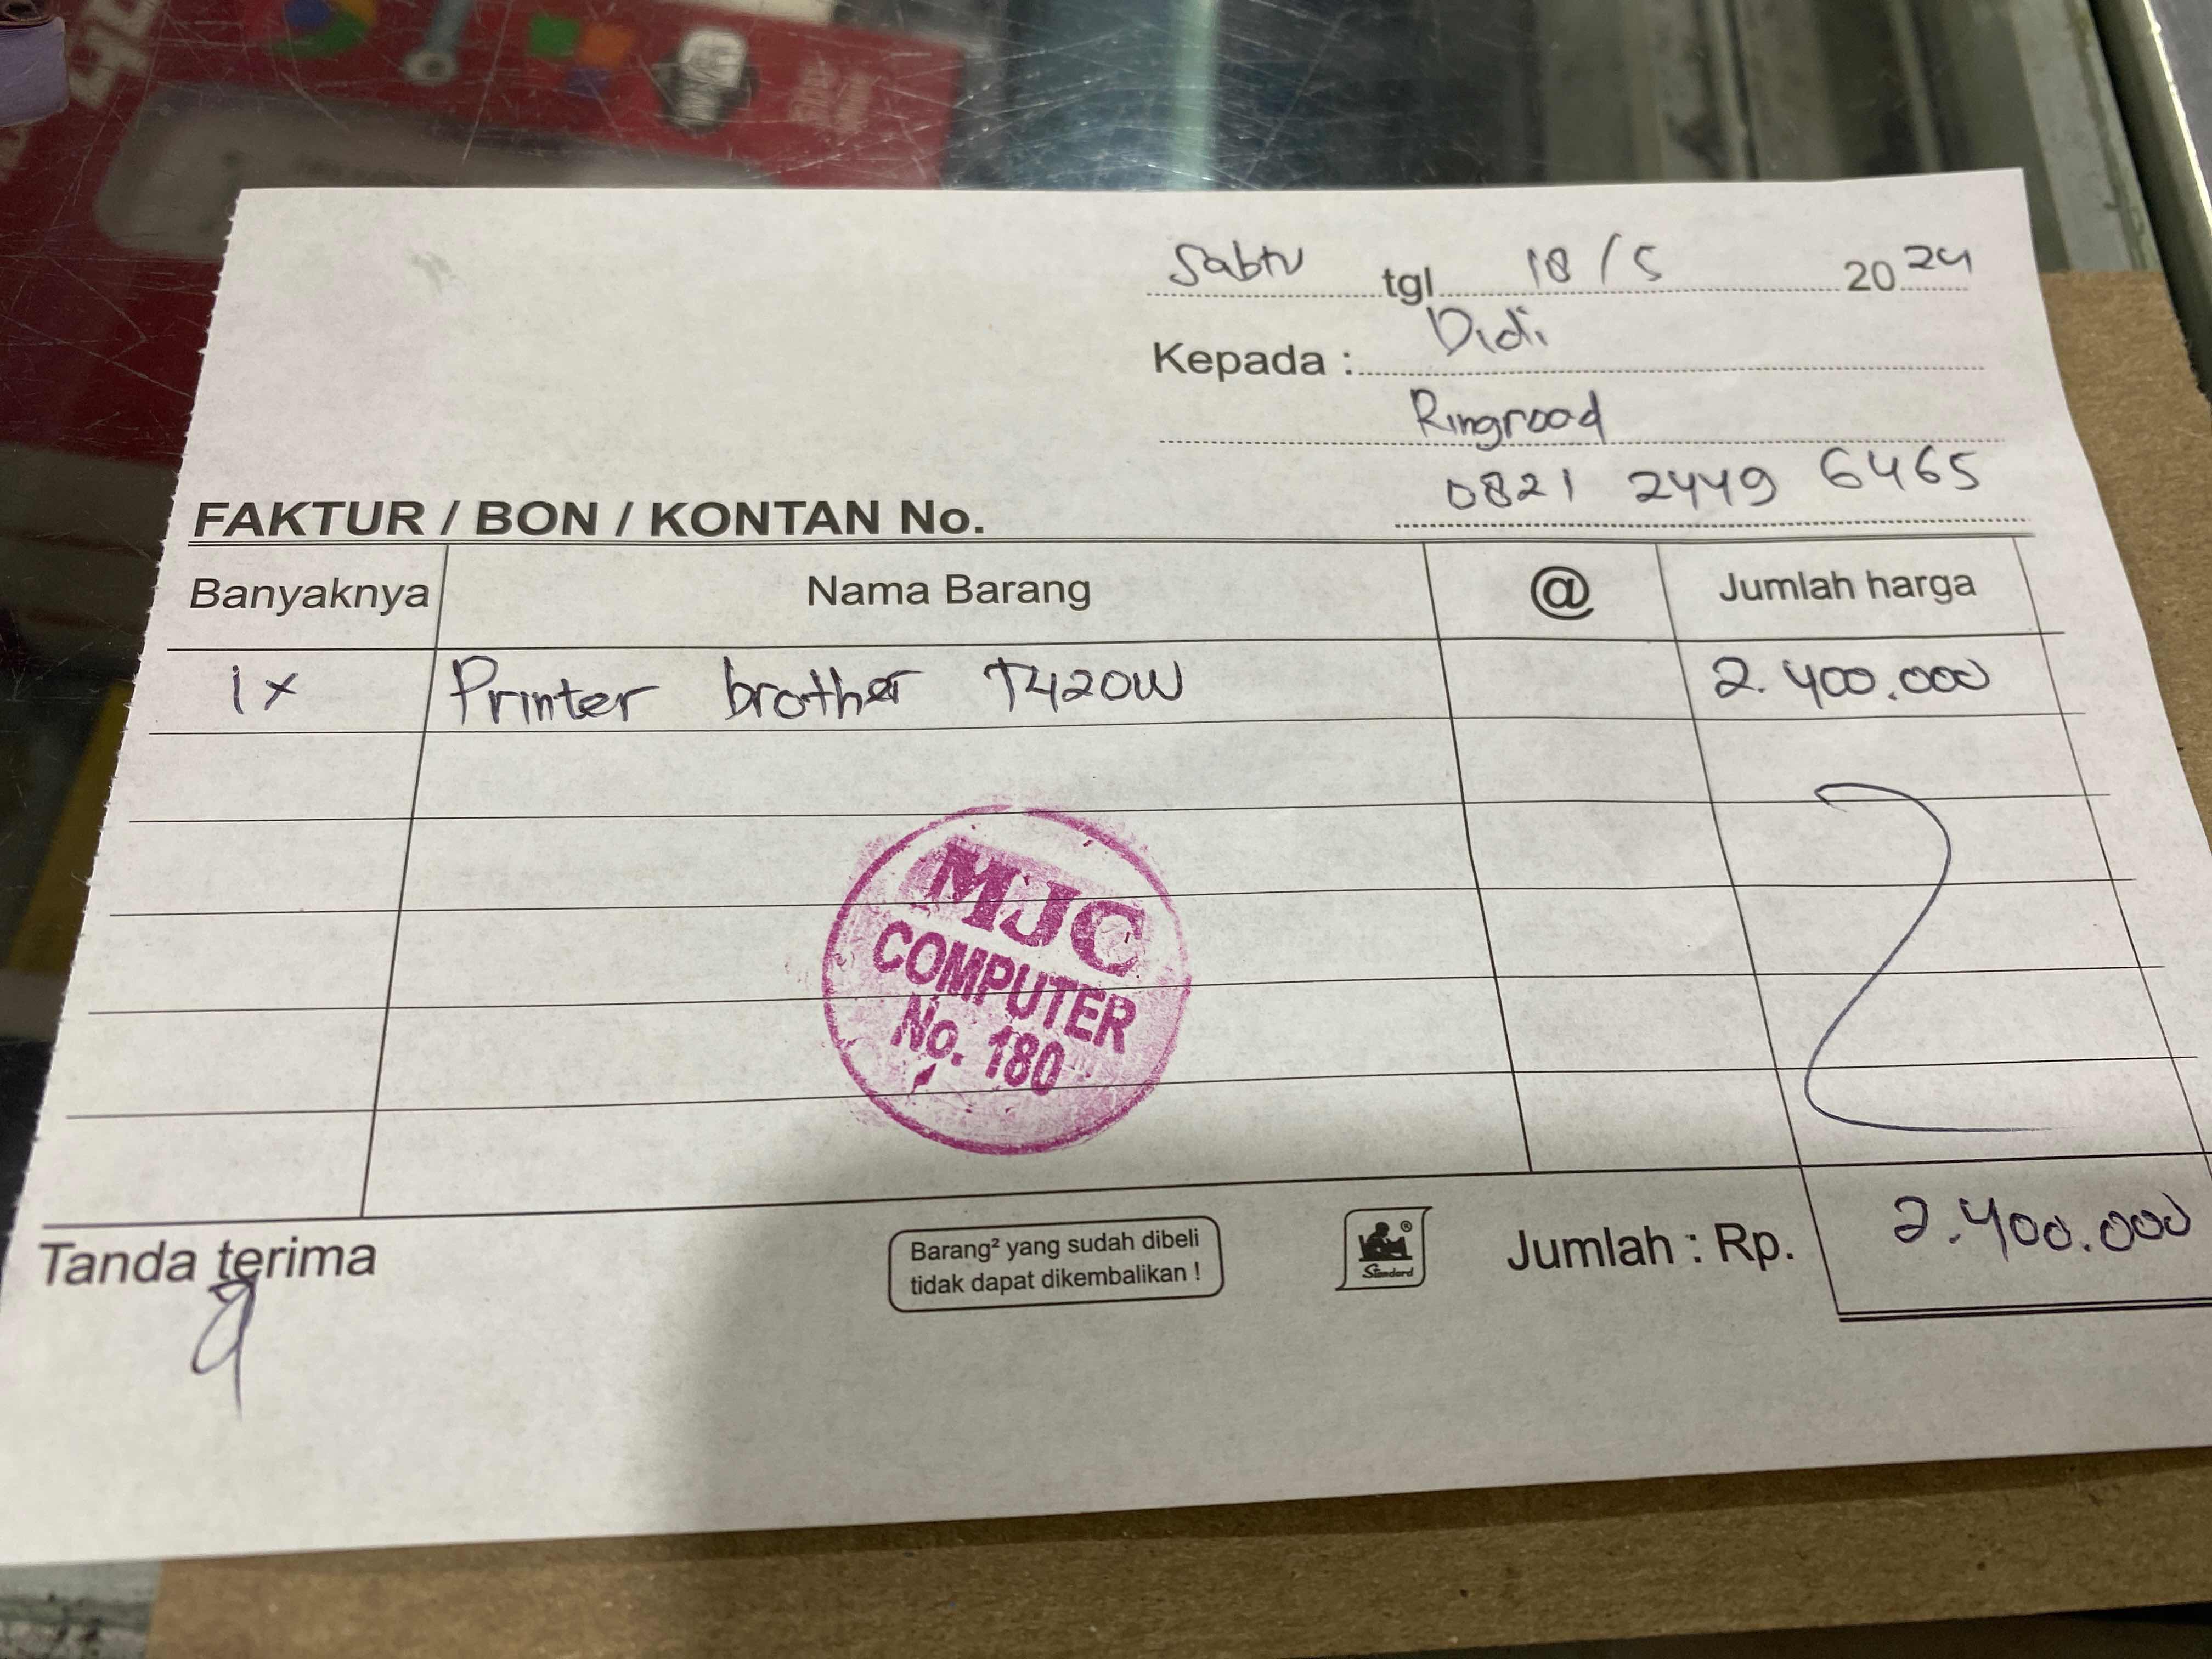 Sabtu tgl 18/5 2024
Kepada : Didi
Ringroad
0821 2449 6465
FAKTUR / BON / KONTAN No.
Banyaknya Nama Barang @ Jumlah harga
1x Printer brother T420W 2.400.000
MJC
COMPUTER
No. 180
Tanda terima
Barang² yang sudah dibeli
tidak dapat dikembalikan !
® Standard
Jumlah : Rp. 2.400.000